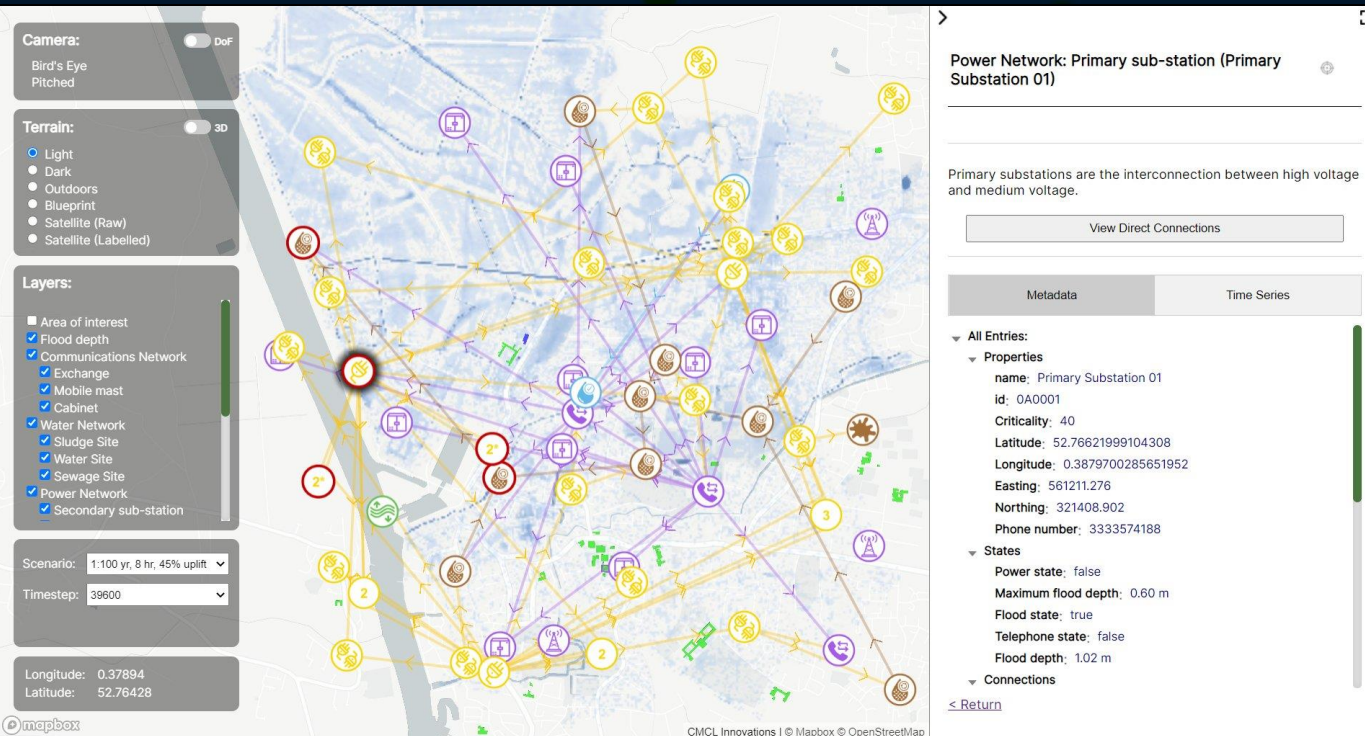 Camera:
DoF
Bird's Eye
Pitched
Terrain:
3D
Light
Dark
Outdoors
Blueprint
Satellite (Raw)
Satellite (Labelled)
Layers:
Area of interest
Flood depth
Communications Network
Exchange
Mobile mast
Cabinet
Water Network
Sludge Site
Water Site
Sewage Site
Power Network
Secondary sub-station
Scenario: 1:100 yr, 8 hr, 45% uplift
Timestep: 39600
Longitude: 0.37894
Latitude: 52.76428
mapbox
2*
2*
3
2
2
CMCL Innovations | © Mapbox © OpenStreetMap
Power Network: Primary sub-station (Primary
Substation 01)
Primary substations are the interconnection between high voltage
and medium voltage.
View Direct Connections
Metadata
Time Series
All Entries:
Properties
name: Primary Substation 01
id: 0A0001
Criticality: 40
Latitude: 52.76621999104308
Longitude: 0.3879700285651952
Easting: 561211.276
Northing: 321408.902
Phone number: 3333574188
States
Power state: false
Maximum flood depth: 0.60 m
Flood state: true
Telephone state: false
Flood depth: 1.02 m
Connections
< Return